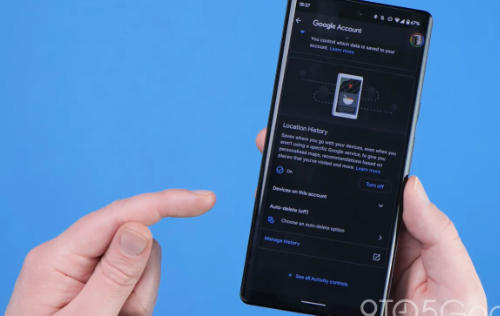 08:37
67%
Google Account
You control which data is saved to your
account. Learn more
Location History
Saves where you go with your devices, even when you
aren't using a specific Google service, to give you
personalised maps, recommendations based on
places that you've visited and more. Learn more
On
Turn off
Devices on this account
Auto-delete (off)
Choose an auto-delete option
Manage History
See all Activity controls
9TO5Goo